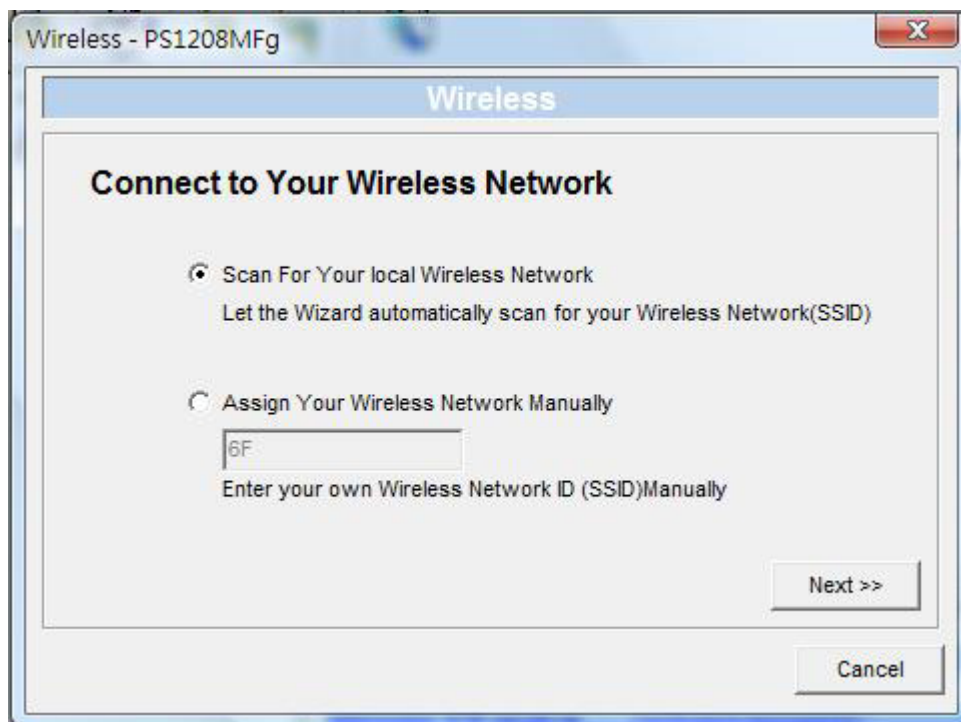 Wireless - PS1208MFg
Wireless
Connect to Your Wireless Network
Scan For Your local Wireless Network
Let the Wizard automatically scan for your Wireless Network(SSID)
Assign Your Wireless Network Manually
6F
Enter your own Wireless Network ID (SSID)Manually
Next >>
Cancel